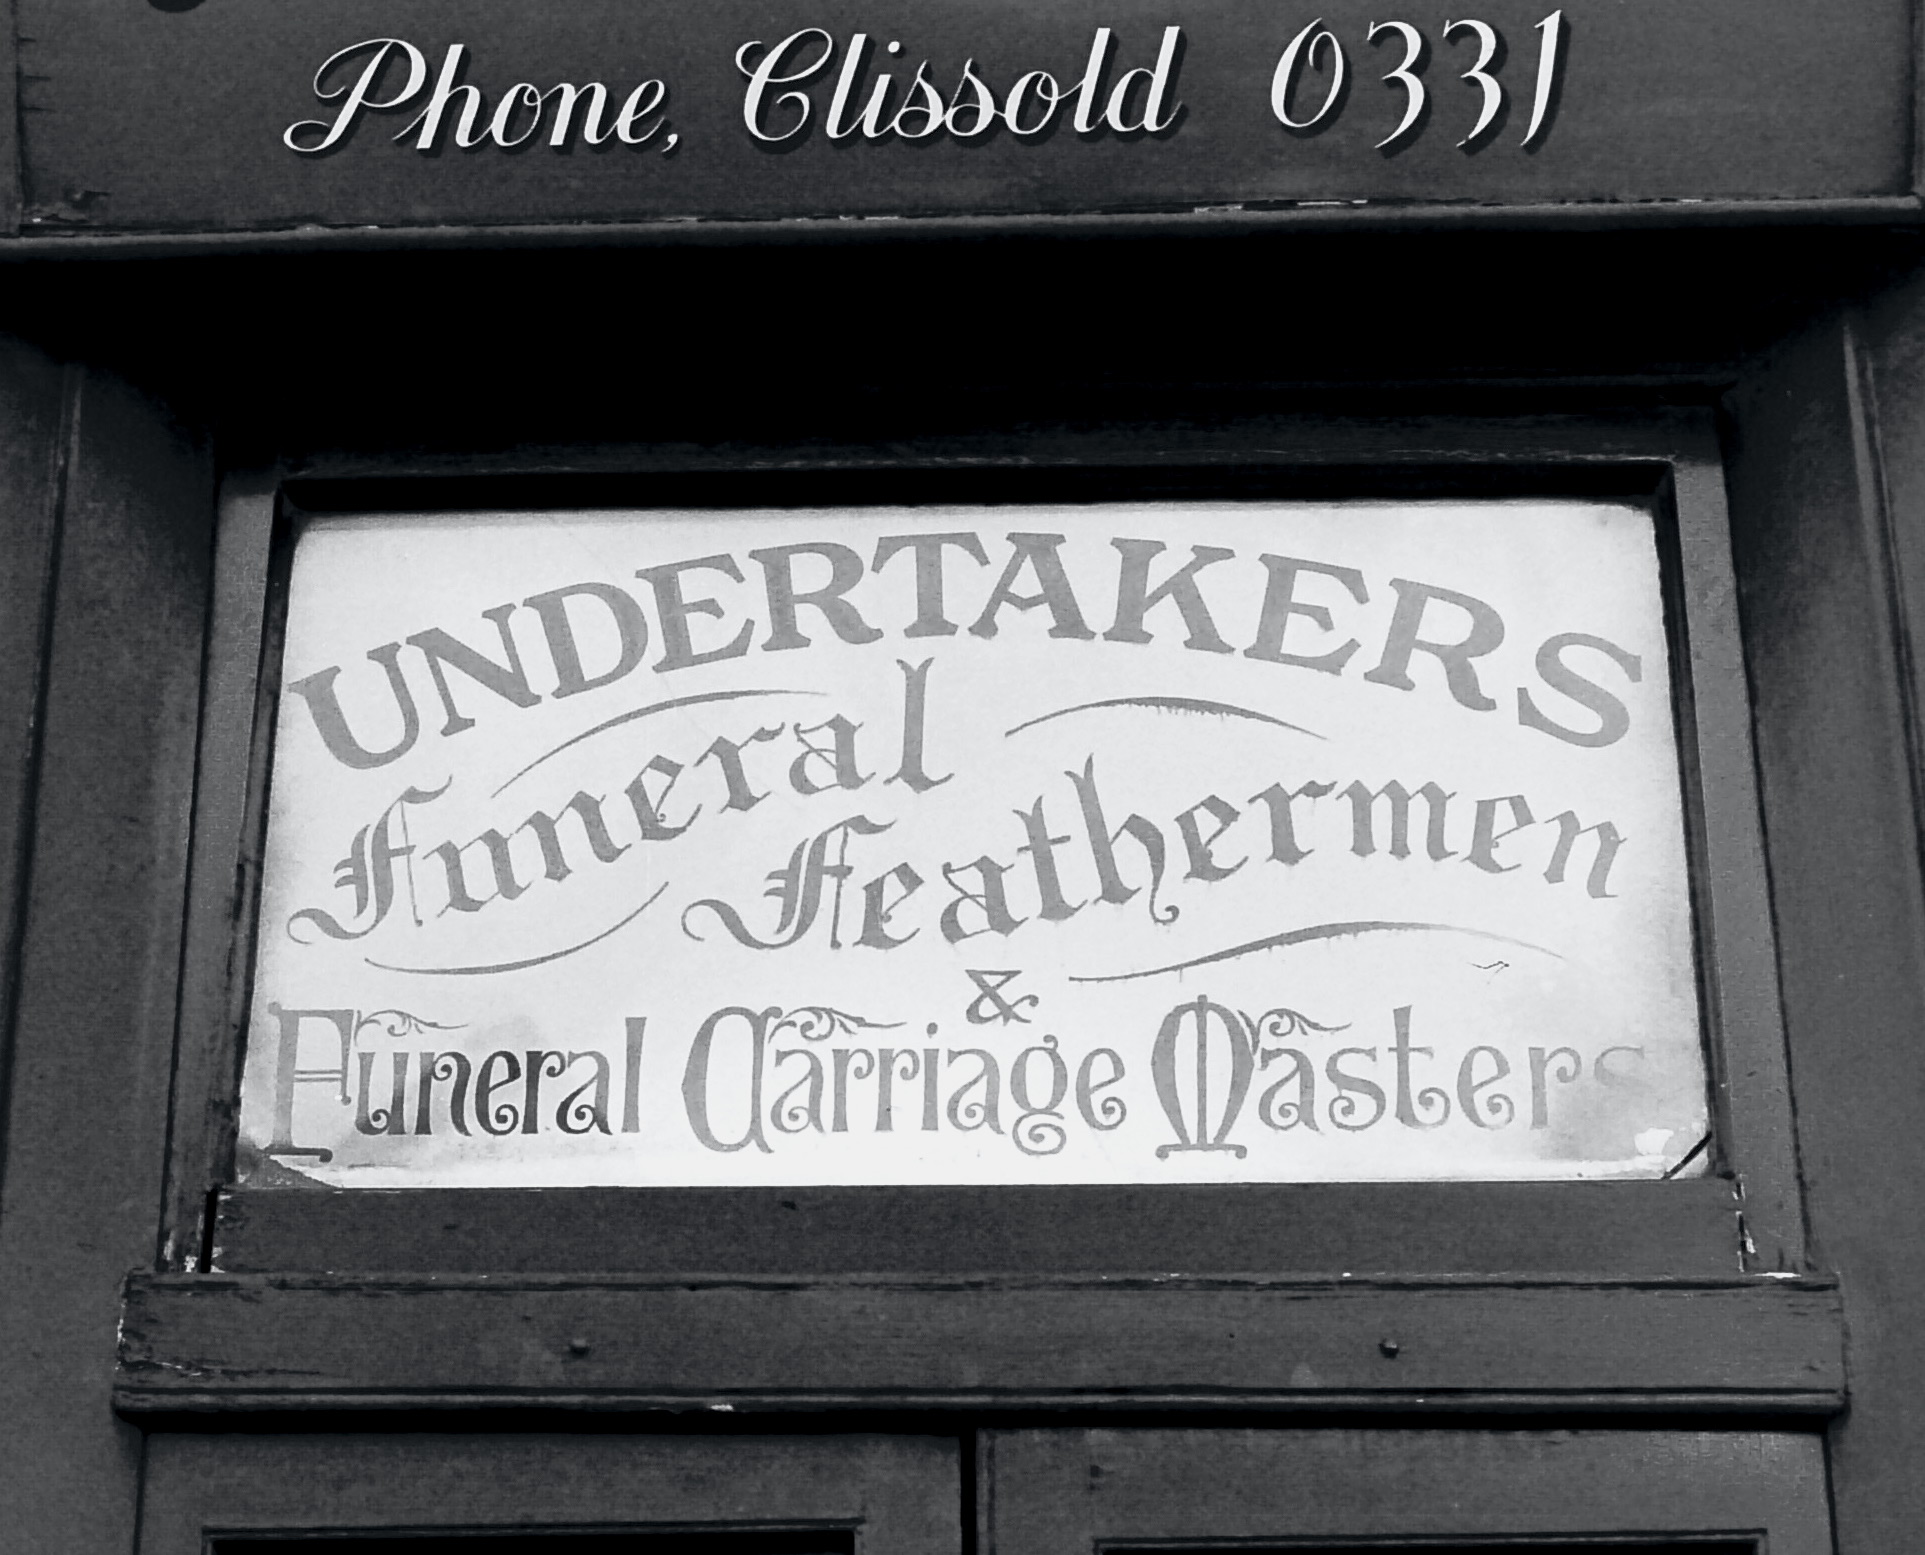 Phone, Clissold 0331
UNDERTAKERS
Funeral
Feathermen
&
Funeral Carriage Masters